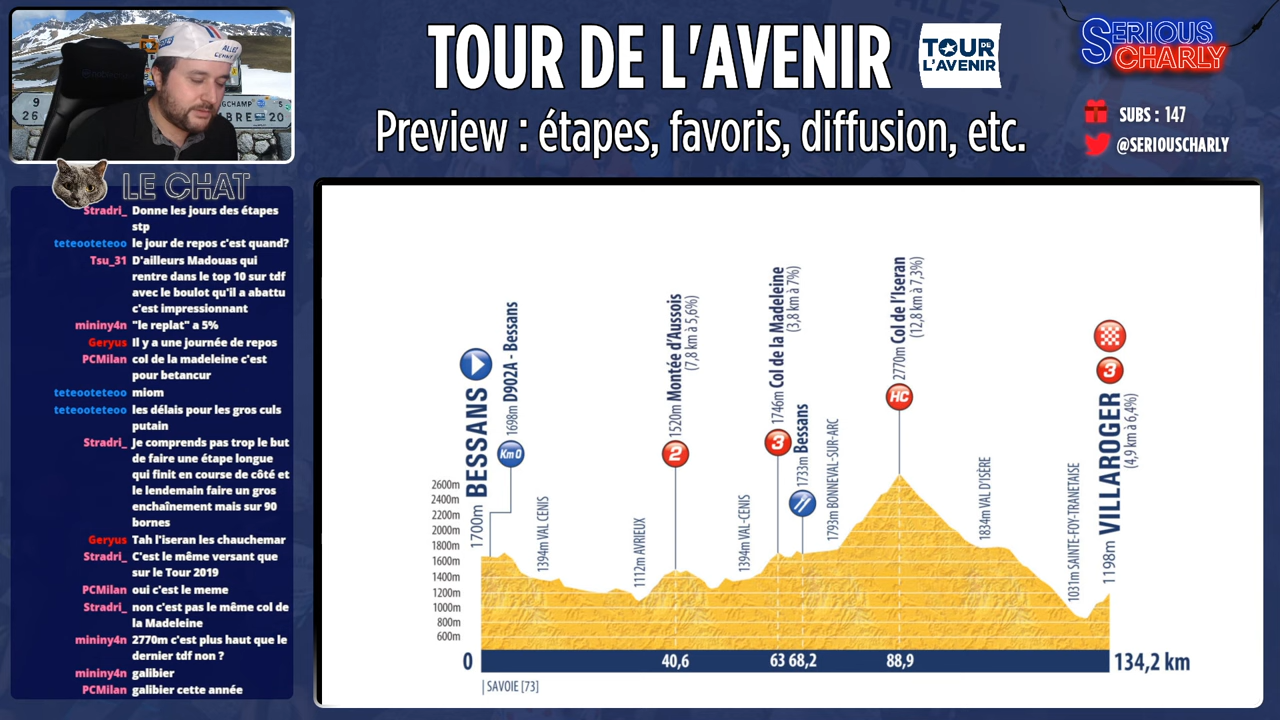 TOUR DE L'AVENIR
TOUR DE L'AVENIR
Preview : étapes, favoris, diffusion, etc.
SERIOUS
CHARLY
SUBS : 147
@SERIOUSCHARLY
ALLEZ
9
26
5
20
LE CHAT
Stradri_ Donne les jours des étapes
stp
teteooteteoo le jour de repos c'est quand?
Tsu_31 D'ailleurs Madouas qui
rentre dans le top 10 sur tdf
avec le boulot qu'il a abattu
c'est impressionnant
mininy4n "le replat" a 5%
Geryus Il y a une journée de repos
PCMilan col de la madeleine c'est
pour betancur
teteooteteoo miom
teteooteteoo les délais pour les gros culs
putain
Stradri_ Je comprends pas trop le but
de faire une étape longue
qui finit en course de côté et
le lendemain faire un gros
enchaînement mais sur 90
bornes
Geryus Tah l'iseran les chauchemar
Stradri_ C'est le même versant que
sur le Tour 2019
PCMilan oui c'est le meme
Stradri_ non c'est pas le même col de
la Madeleine
mininy4n 2770m c'est plus haut que le
dernier tdf non ?
mininy4n galibier
PCMilan galibier cette année
1700m BESSANS
Km 0
1698m D902A - Bessans
1394m VAL CENIS
1112m AVRIEUX
2
1520m Montée d'Aussois
(7,8 km à 5,6%)
1394m VAL-CENIS
3
1746m Col de la Madeleine
(3,8 km à 7%)
1733m Bessans
1793m BONNEVAL-SUR-ARC
HC
2770m Col de l'Iseran
(12,8 km à 7,3%)
1834m VAL D'ISÈRE
1031m SAINTE-FOY-TRANETAISE
3
1198m VILLAROGER
(4,9 km à 6,4%)
2600m
2400m
2200m
2000m
1800m
1600m
1400m
1200m
1000m
800m
600m
0 40,6 63 68,2 88,9 134,2 km
| SAVOIE [73]